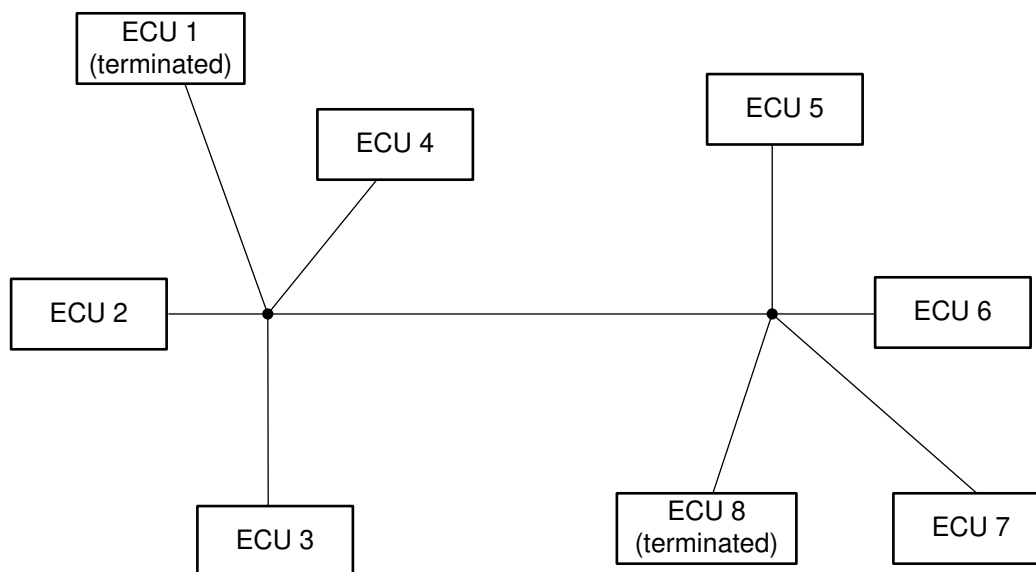 ECU 1
(terminated)
ECU 4
ECU 5
ECU 2
ECU 6
ECU 3
ECU 8
(terminated)
ECU 7